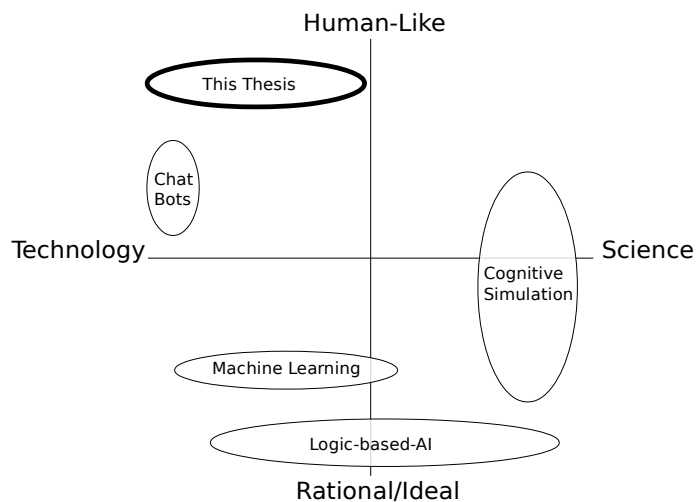 Human-Like
This Thesis
Chat
Bots
Technology
Science
Cognitive
Simulation
Machine Learning
Logic-based-AI
Rational/Ideal